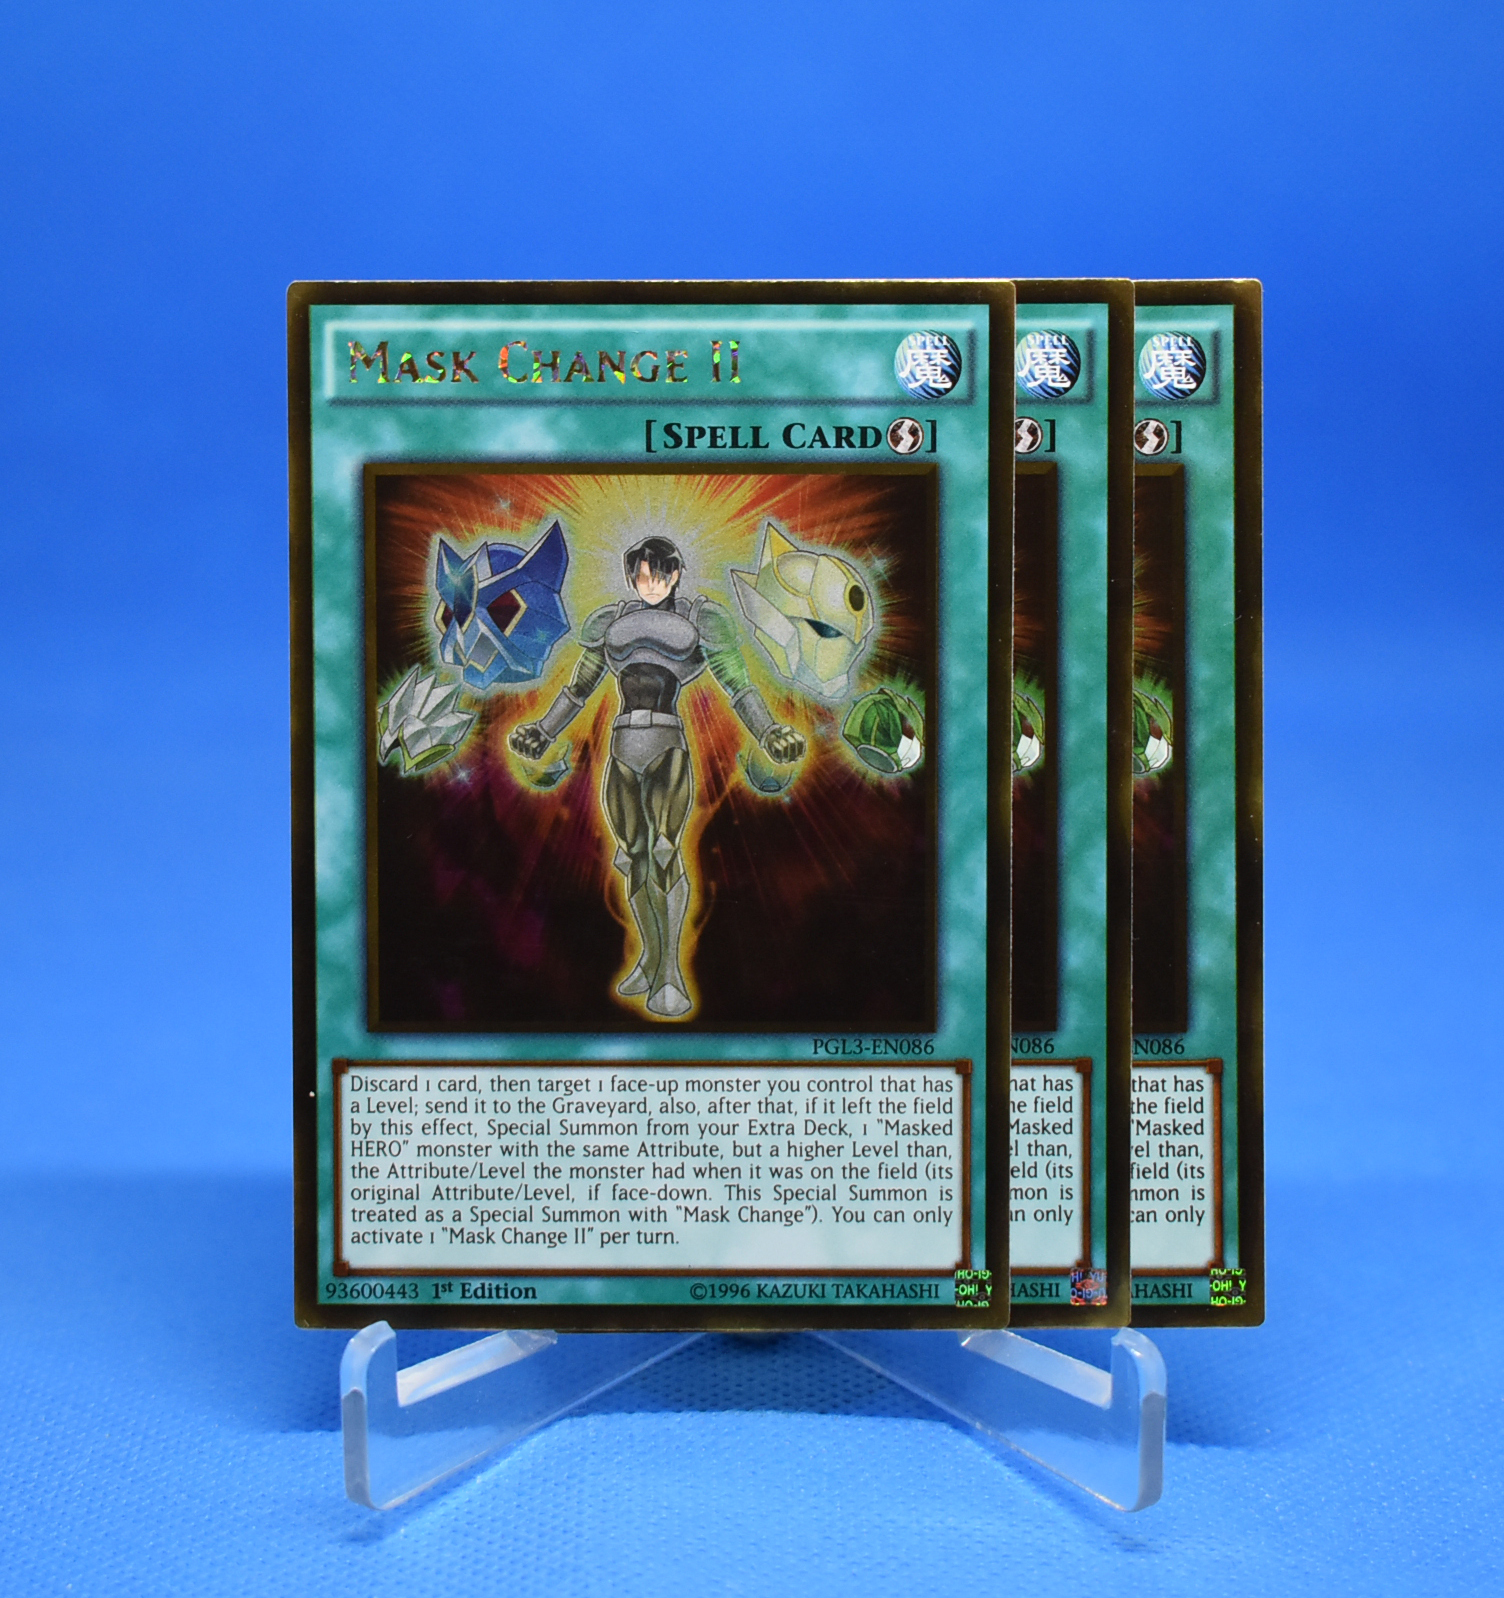 MASK CHANGE II
SPELL
魔
SPELL
魔
SPELL
魔
[SPELL CARD]
]
]
PGL3-EN086
N086
N086
Discard 1 card, then target 1 face-up monster you control that has
a Level; send it to the Graveyard, also, after that, if it left the field
by this effect, Special Summon from your Extra Deck, 1 "Masked
HERO" monster with the same Attribute, but a higher Level than,
the Attribute/Level the monster had when it was on the field (its
original Attribute/Level, if face-down. This Special Summon is
treated as a Special Summon with "Mask Change"). You can only
activate 1 "Mask Change II" per turn.
hat has
he field
Masked
el than,
eld (its
mon is
an only
that has
the field
"Masked
vel than,
field (its
mmon is
can only
93600443 1st Edition
©1996 KAZUKI TAKAHASHI
HASHI
AHASHI